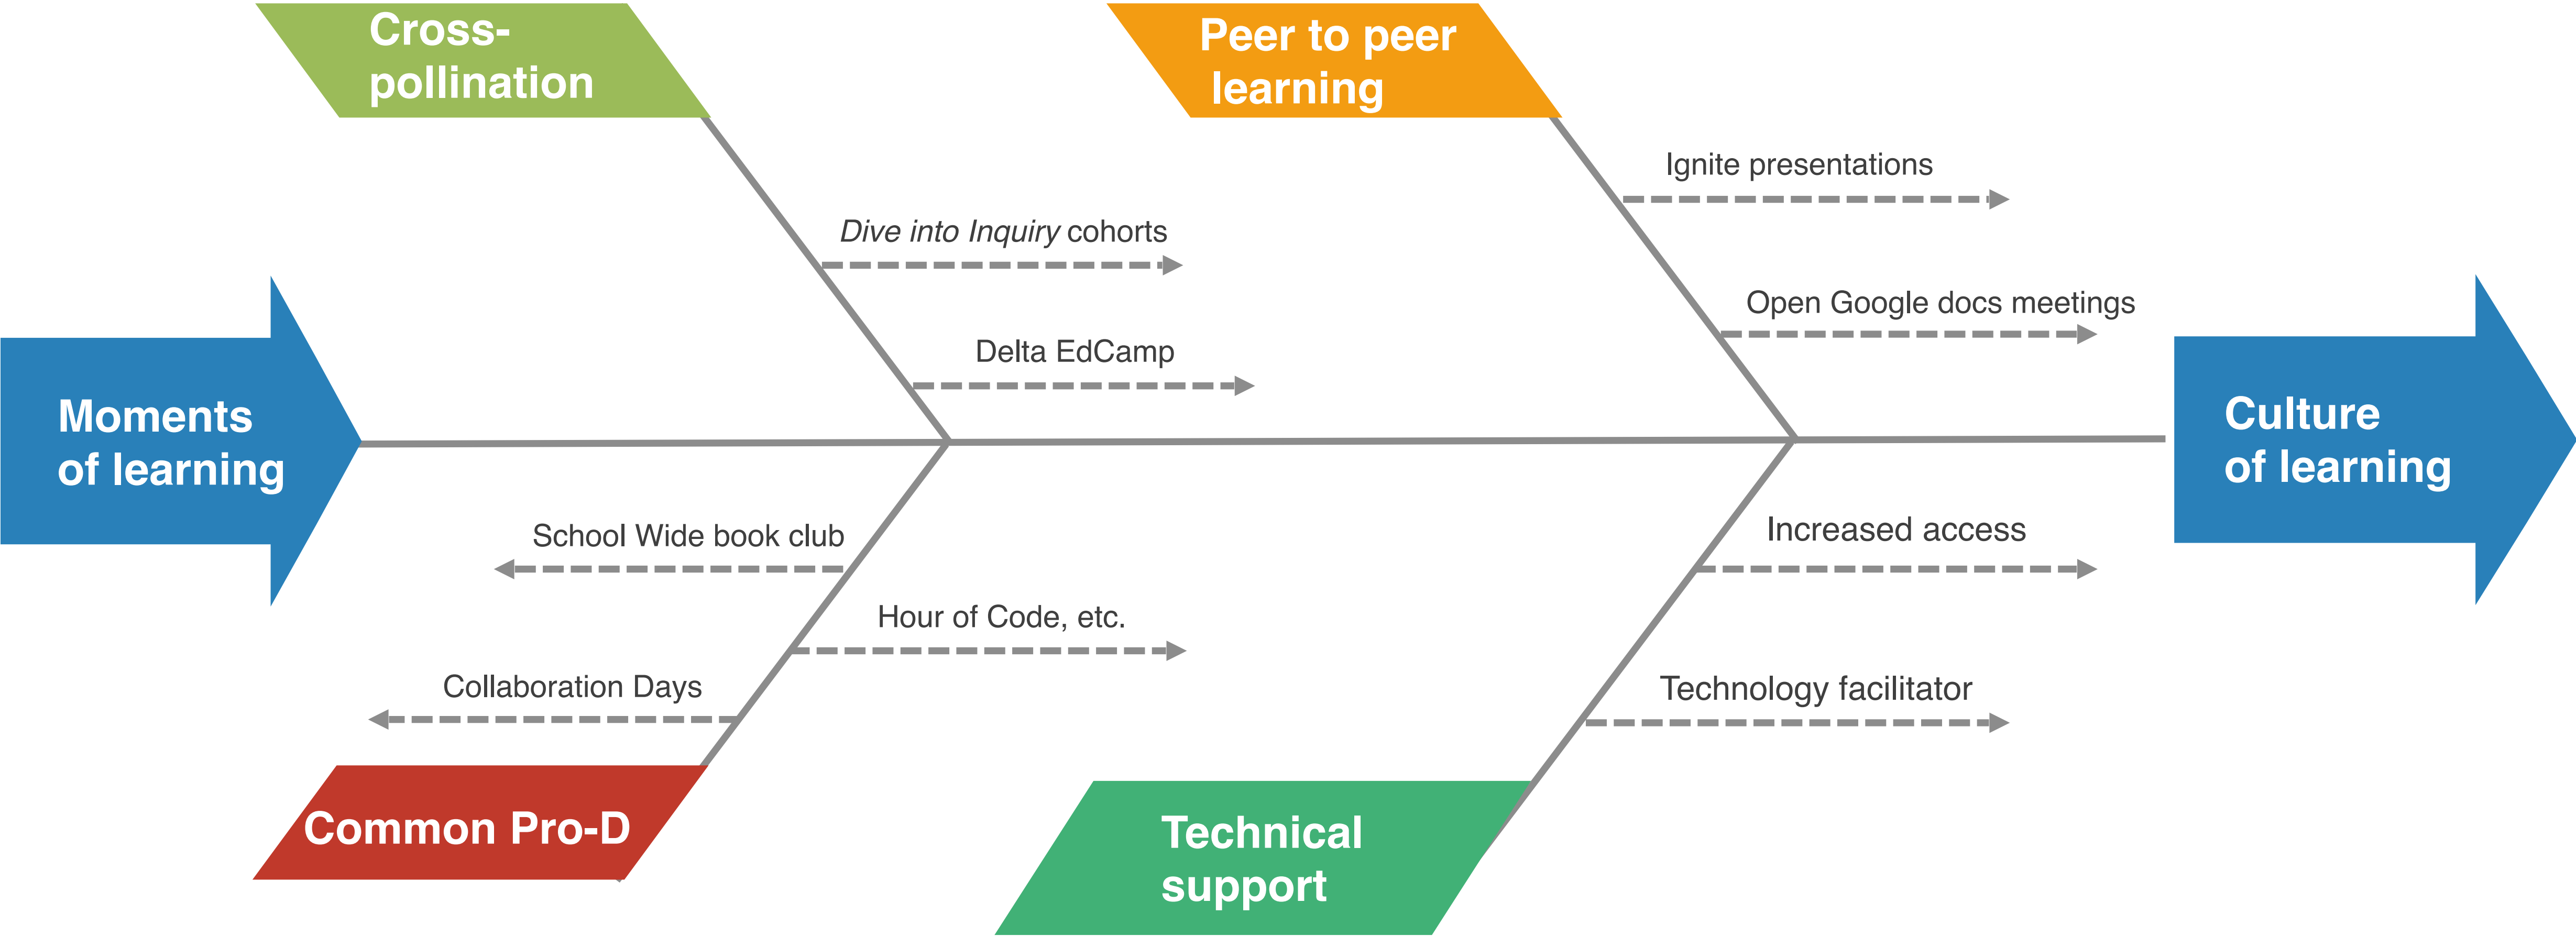 Cross-
pollination
Peer to peer
learning
Ignite presentations
Dive into Inquiry cohorts
Open Google docs meetings
Delta EdCamp
Moments
of learning
Culture
of learning
School Wide book club
Increased access
Hour of Code, etc.
Collaboration Days
Technology facilitator
Common Pro-D
Technical
support